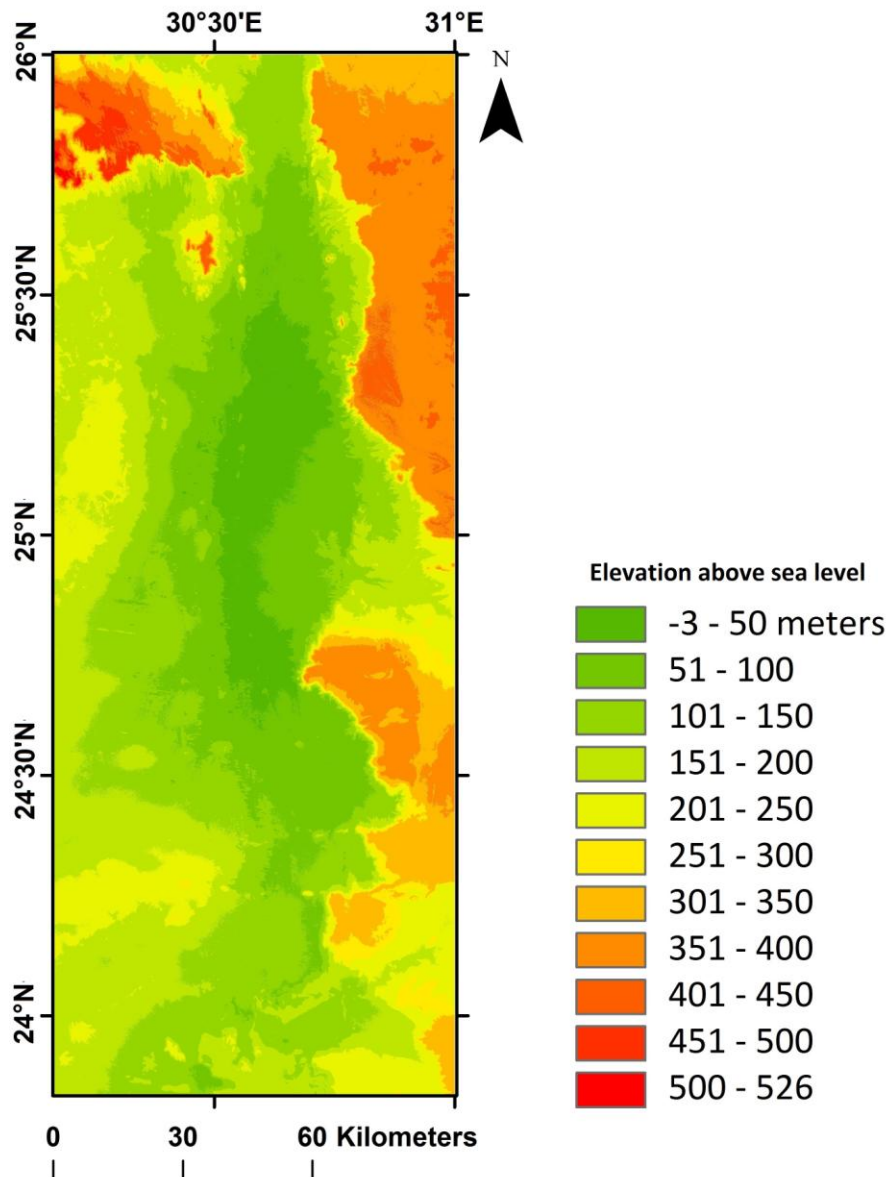 30°30'E 31°E
26°N
N
25°30'N
25°N
24°30'N
24°N
Elevation above sea level
-3 - 50 meters
51 - 100
101 - 150
151 - 200
201 - 250
251 - 300
301 - 350
351 - 400
401 - 450
451 - 500
500 - 526
0 30 60 Kilometers